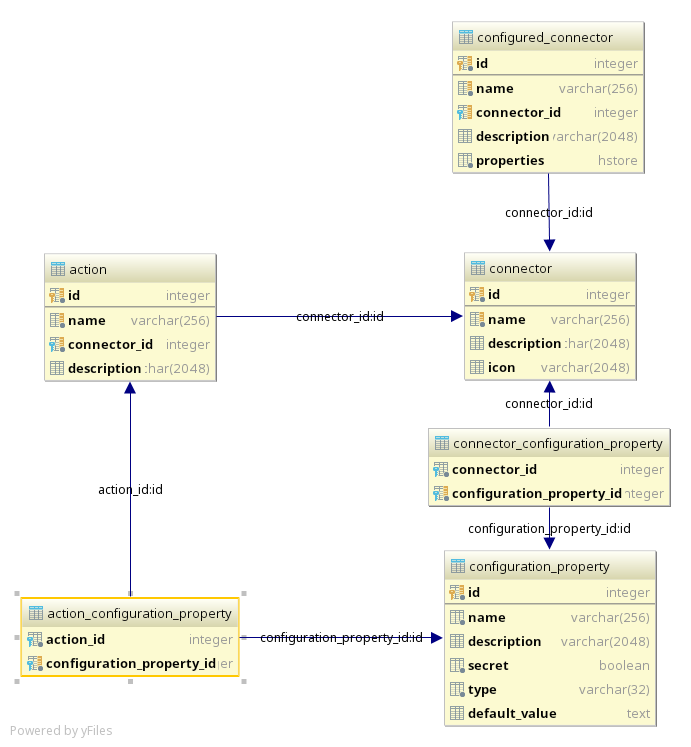 configured_connector
id integer
name varchar(256)
connector_id integer
description varchar(2048)
properties hstore
connector_id:id
action
id integer
name varchar(256)
connector_id integer
description :har(2048)
connector_id:id
connector
id integer
name varchar(256)
description :har(2048)
icon varchar(2048)
connector_id:id
connector_configuration_property
connector_id integer
configuration_property_id nteger
action_id:id
configuration_property_id:id
configuration_property
id integer
name varchar(256)
description varchar(2048)
secret boolean
type varchar(32)
default_value text
action_configuration_property
action_id integer
configuration_property_id er
configuration_property_id:id
Powered by yFiles